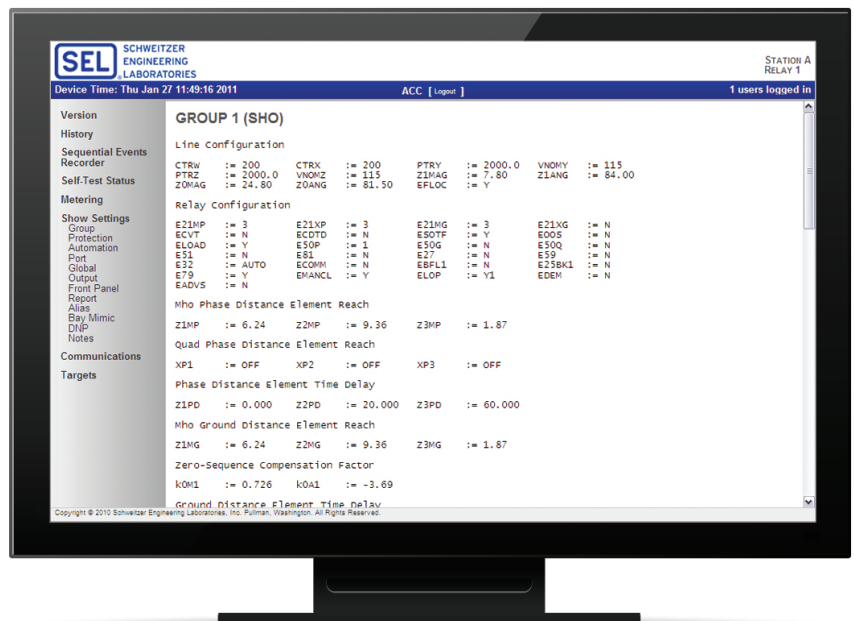 SEL SCHWEITZER
ENGINEERING
LABORATORIES
STATION A
RELAY 1
Device Time: Thu Jan 27 11:49:16 2011 ACC [ Logout ] 1 users logged in
Version
History
Sequential Events
Recorder
Self-Test Status
Metering
Show Settings
Group
Protection
Automation
Port
Global
Output
Front Panel
Report
Alias
Bay Mimic
DNP
Notes
Communications
Targets
GROUP 1 (SHO)
Line Configuration
CTRW := 200 CTRX := 200 PTRY := 2000.0 VNOMY := 115
PTRZ := 2000.0 VNOMZ := 115 Z1MAG := 7.80 Z1ANG := 84.00
Z0MAG := 24.80 Z0ANG := 81.50 EFLOC := Y
Relay Configuration
E21MP := 3 E21XP := 3 E21MG := 3 E21XG := N
ECVT := N ECDTD := N ESOTF := Y EOOS := N
ELOAD := Y E50P := 1 E50G := N E50Q := N
E51 := N E81 := N E27 := N E59 := N
E32 := AUTO ECOMM := N EBFL1 := N E25BK1 := N
E79 := Y EMANCL := Y ELOP := Y1 EDEM := N
EADVS := N
Mho Phase Distance Element Reach
Z1MP := 6.24 Z2MP := 9.36 Z3MP := 1.87
Quad Phase Distance Element Reach
XP1 := OFF XP2 := OFF XP3 := OFF
Phase Distance Element Time Delay
Z1PD := 0.000 Z2PD := 20.000 Z3PD := 60.000
Mho Ground Distance Element Reach
Z1MG := 6.24 Z2MG := 9.36 Z3MG := 1.87
Zero-Sequence Compensation Factor
k0M1 := 0.726 k0A1 := -3.69
Ground Distance Element Time Delay
Copyright © 2010 Schweitzer Engineering Laboratories, Inc. Pullman, Washington. All Rights Reserved.